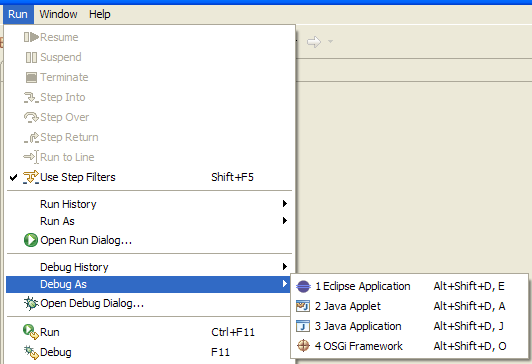 Run Window Help
Resume
Suspend
Terminate
Step Into
Step Over
Step Return
Run to Line
Use Step Filters Shift+F5
Run History
Run As
Open Run Dialog...
Debug History
Debug As
1 Eclipse Application Alt+Shift+D, E
Open Debug Dialog...
2 Java Applet Alt+Shift+D, A
3 Java Application Alt+Shift+D, J
Run Ctrl+F11
4 OSGi Framework Alt+Shift+D, O
Debug F11